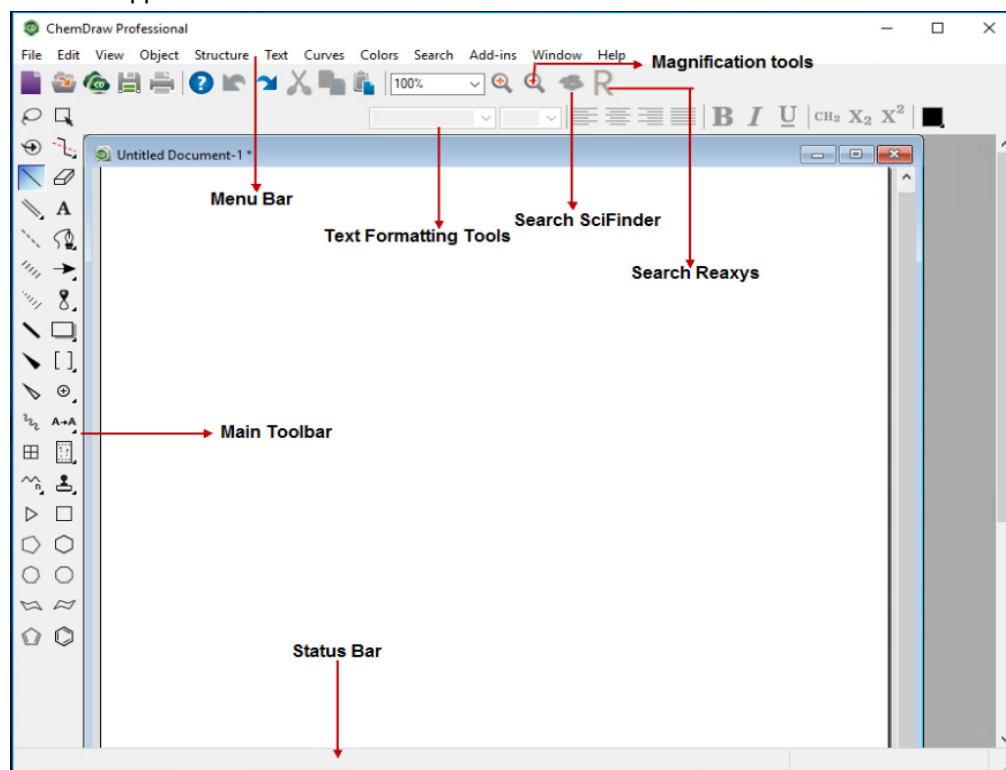 ChemDraw Professional
File Edit View Object Structure Text Curves Colors Search Add-ins Window Help
Magnification tools
100%
R
B I U CH₂ X₂ X²
Untitled Document-1 *
A
Menu Bar
Search SciFinder
Text Formatting Tools
Search Reaxys
[ ]
A→A
Main Toolbar
n
Status Bar